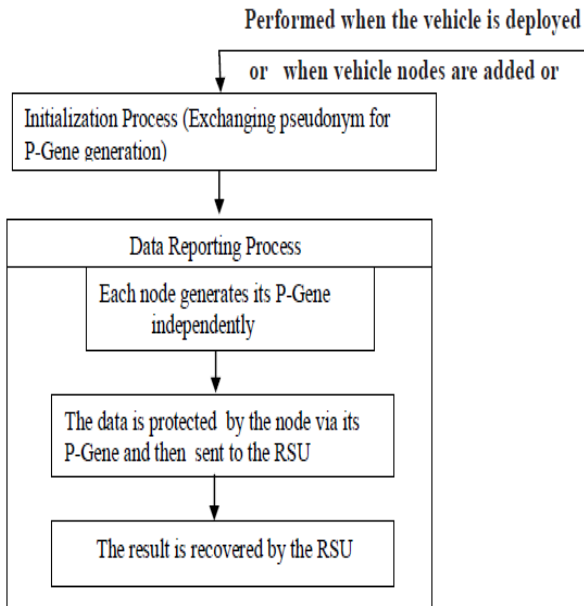 Performed when the vehicle is deployed
or when vehicle nodes are added or
Initialization Process (Exchanging pseudonym for
P-Gene generation)
Data Reporting Process
Each node generates its P-Gene
independently
The data is protected by the node via its
P-Gene and then sent to the RSU
The result is recovered by the RSU